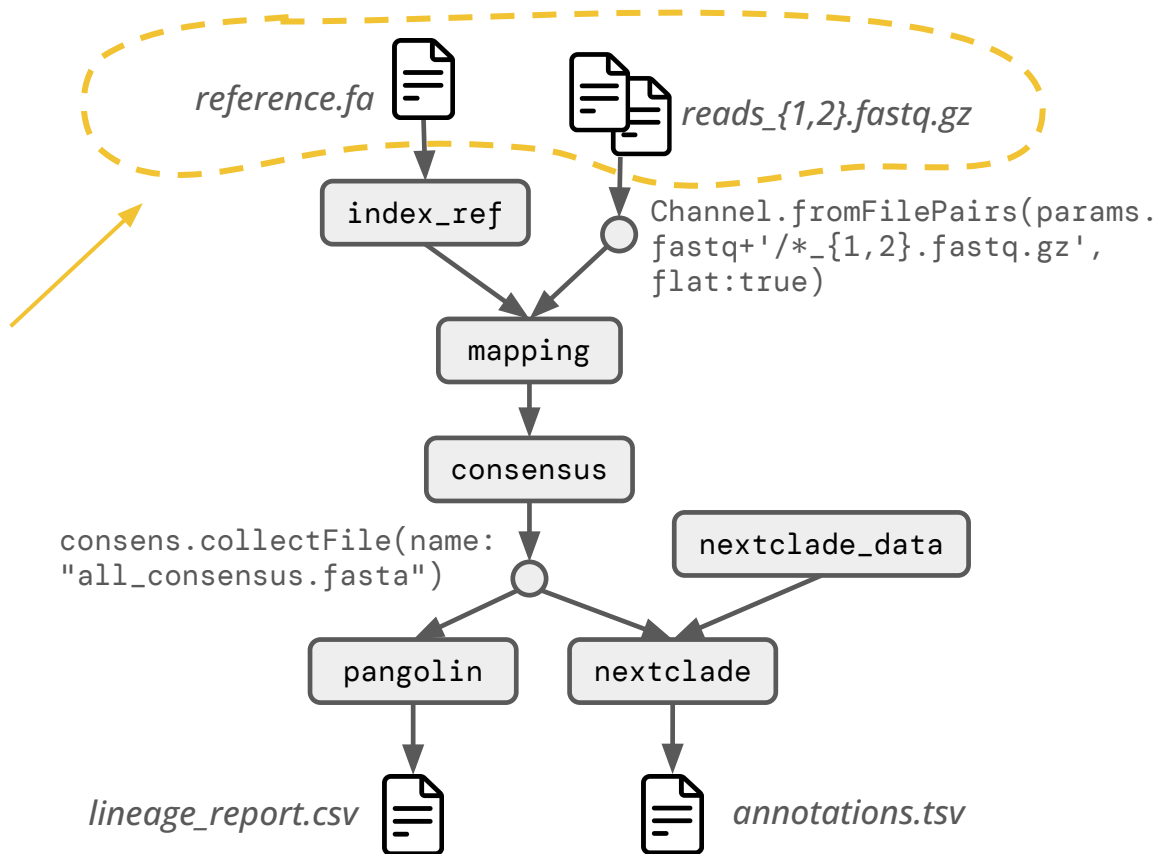 reference.fa
reads_{1,2}.fastq.gz
index_ref
Channel.fromFilePairs(params.
fastq+'/*_{1,2}.fastq.gz',
flat:true)
mapping
consensus
consens.collectFile(name:
"all_consensus.fasta")
nextclade_data
pangolin
nextclade
lineage_report.csv
annotations.tsv